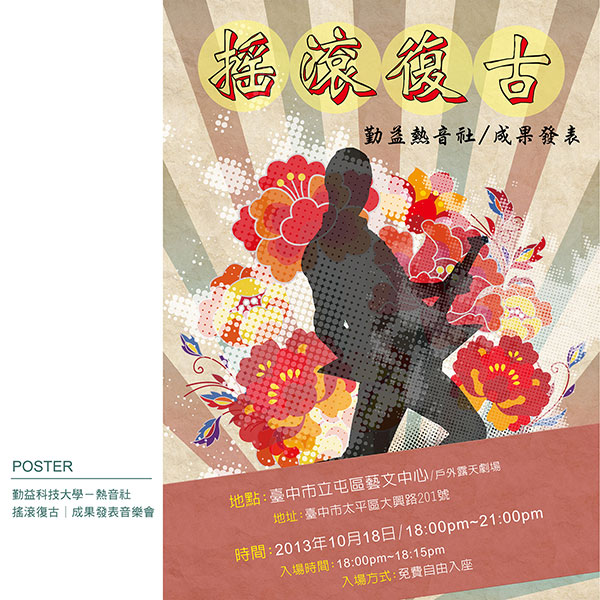 搖滾復古
勤益熱音社/成果發表
地點：臺中市立屯區藝文中心/戶外露天劇場
地址：臺中市太平區大興路201號
時間：2013年10月18日/18:00pm~21:00pm
入場時間：18:00pm~18:15pm
入場方式：免費自由入座
POSTER
勤益科技大學－熱音社
搖滾復古｜成果發表音樂會